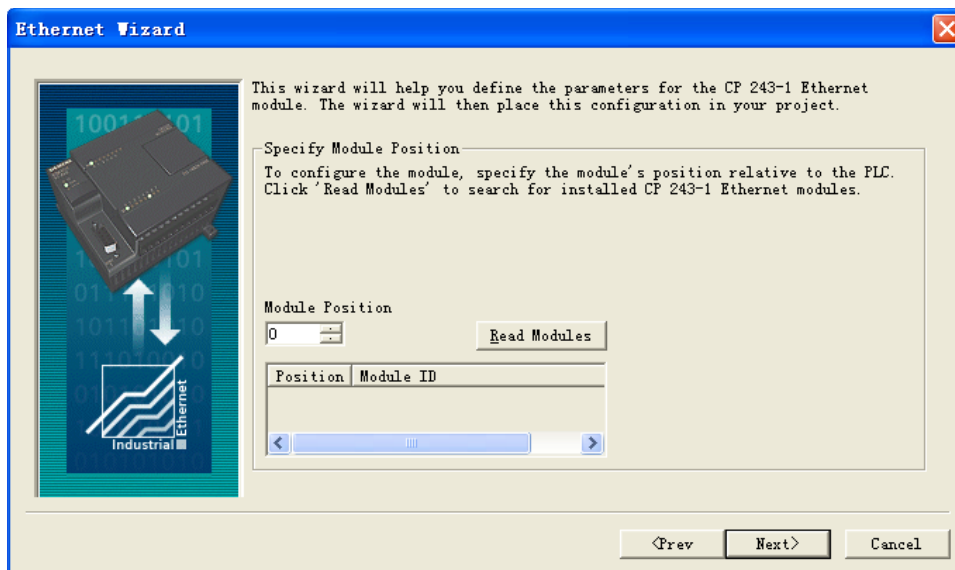 Ethernet Wizard
This wizard will help you define the parameters for the CP 243-1 Ethernet
module. The wizard will then place this configuration in your project.
Specify Module Position
To configure the module, specify the module's position relative to the PLC.
Click 'Read Modules' to search for installed CP 243-1 Ethernet modules.
Module Position
0
Read Modules
Position Module ID
Industrial
Ethernet
<Prev
Next>
Cancel